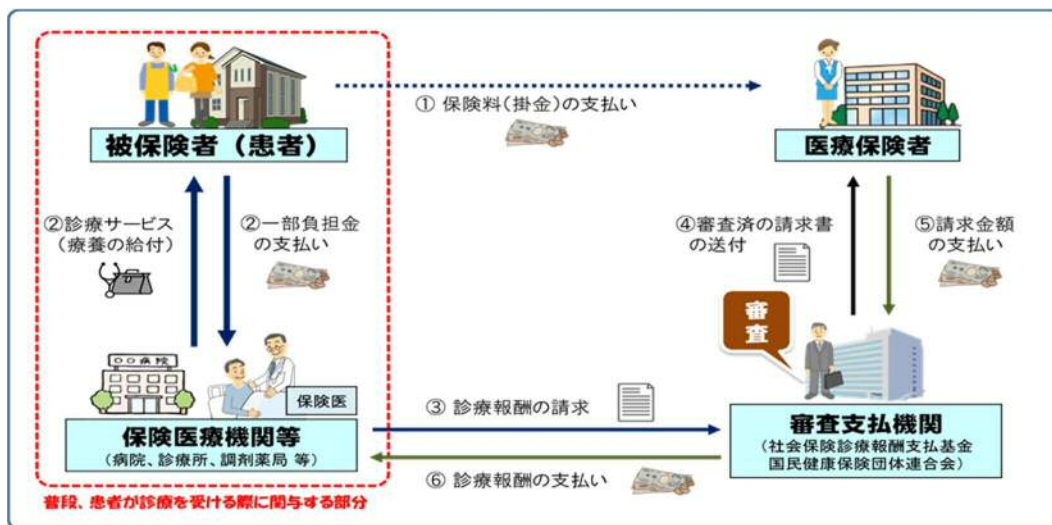 ① 保険料(掛金)の支払い
被保険者(患者)
医療保険者
②診療サービス
(療養の給付)
②一部負担金
の支払い
④審査済の請求書
の送付
⑤請求金額
の支払い
審査
〇〇病院
保険医
保険医療機関等
(病院、診療所、調剤薬局 等)
③ 診療報酬の請求
審査支払機関
(社会保険診療報酬支払基金
国民健康保険団体連合会)
⑥ 診療報酬の支払い
普段、患者が診療を受ける際に関与する部分